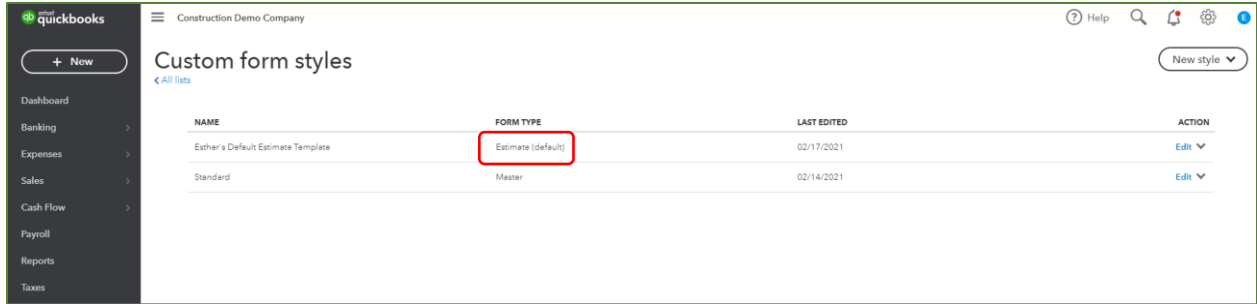 intuit
quickbooks
Construction Demo Company
Help
E
+ New
Custom form styles
All lists
New style
Dashboard
Banking
Expenses
Sales
Cash Flow
Payroll
Reports
Taxes
NAME FORM TYPE LAST EDITED ACTION
Esther's Default Estimate Template Estimate (default) 02/17/2021 Edit
Standard Master 02/14/2021 Edit